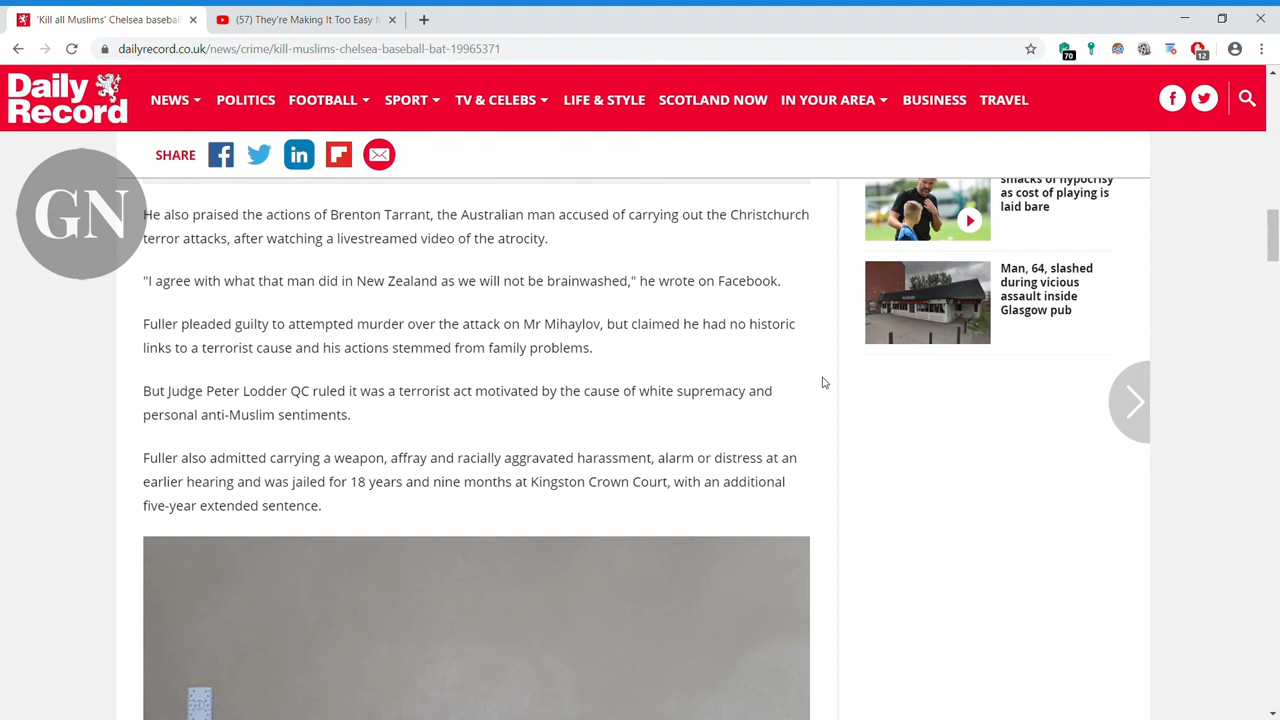 'Kill all Muslims' Chelsea baseball
(57) They're Making It Too Easy f
dailyrecord.co.uk/news/crime/kill-muslims-chelsea-baseball-bat-19965371
70
12
Daily
Record
NEWS
POLITICS
FOOTBALL
SPORT
TV & CELEBS
LIFE & STYLE
SCOTLAND NOW
IN YOUR AREA
BUSINESS
TRAVEL
SHARE
GN
He also praised the actions of Brenton Tarrant, the Australian man accused of carrying out the Christchurch
terror attacks, after watching a livestreamed video of the atrocity.
"I agree with what that man did in New Zealand as we will not be brainwashed," he wrote on Facebook.
Fuller pleaded guilty to attempted murder over the attack on Mr Mihaylov, but claimed he had no historic
links to a terrorist cause and his actions stemmed from family problems.
But Judge Peter Lodder QC ruled it was a terrorist act motivated by the cause of white supremacy and
personal anti-Muslim sentiments.
Fuller also admitted carrying a weapon, affray and racially aggravated harassment, alarm or distress at an
earlier hearing and was jailed for 18 years and nine months at Kingston Crown Court, with an additional
five-year extended sentence.
smacks of hypocrisy
as cost of playing is
laid bare
Man, 64, slashed
during vicious
assault inside
Glasgow pub